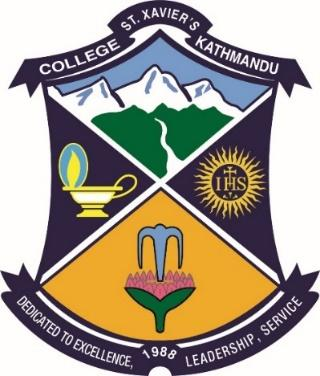 COLLEGE ST. XAVIER'S KATHMANDU
IHS
DEDICATED TO EXCELLENCE, 1988 LEADERSHIP, SERVICE